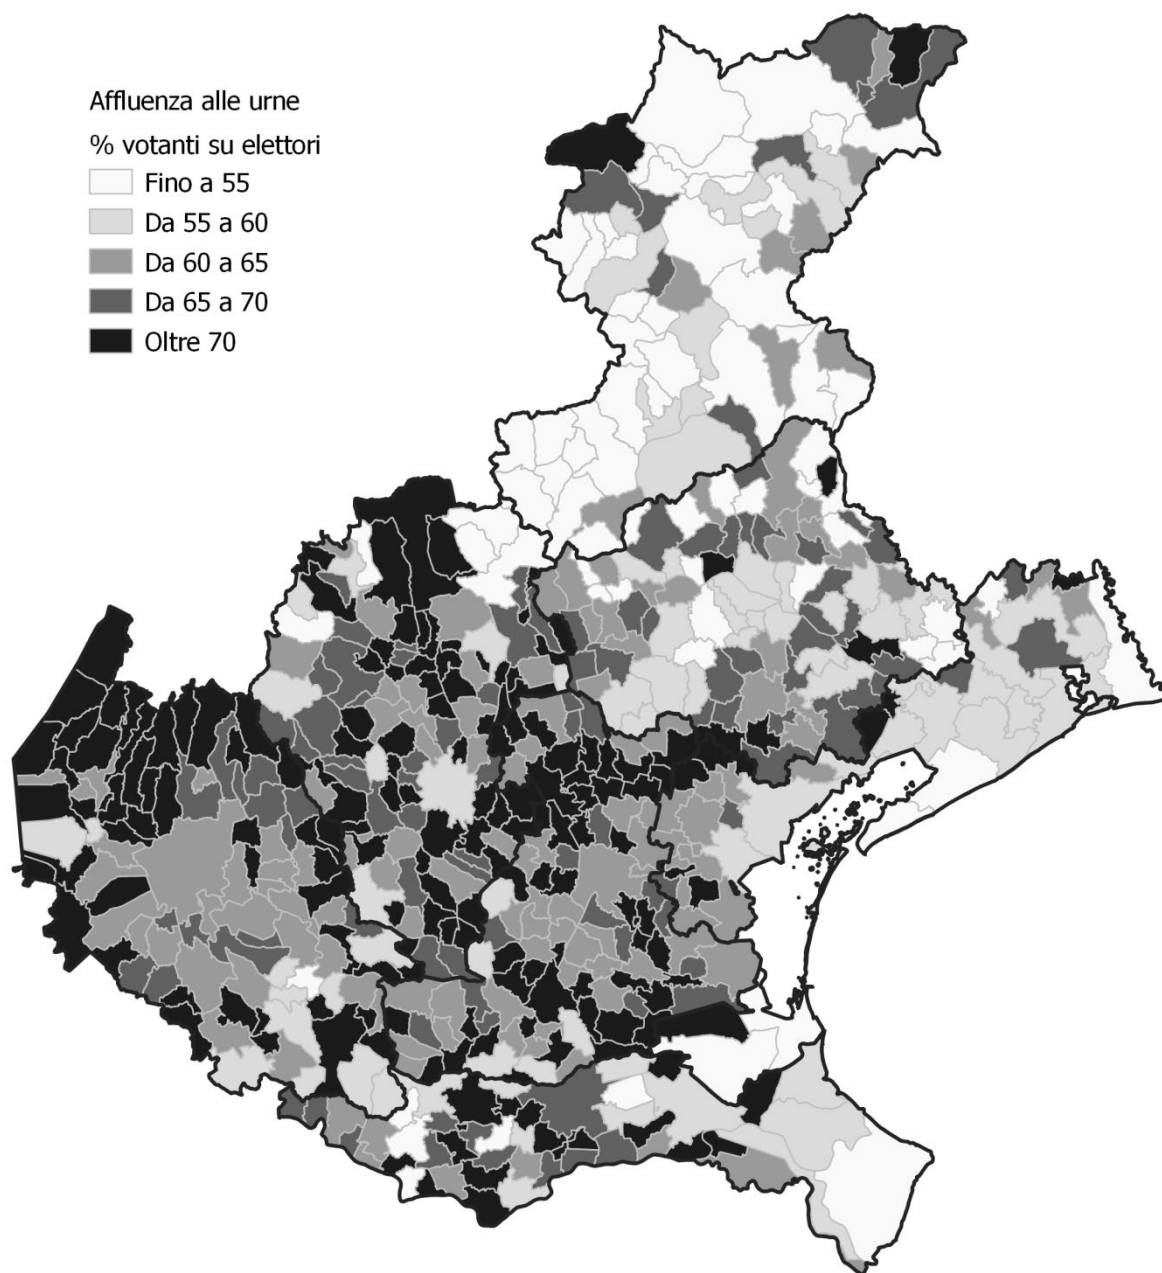 Affluenza alle urne
% votanti su elettori
Fino a 55
Da 55 a 60
Da 60 a 65
Da 65 a 70
Oltre 70